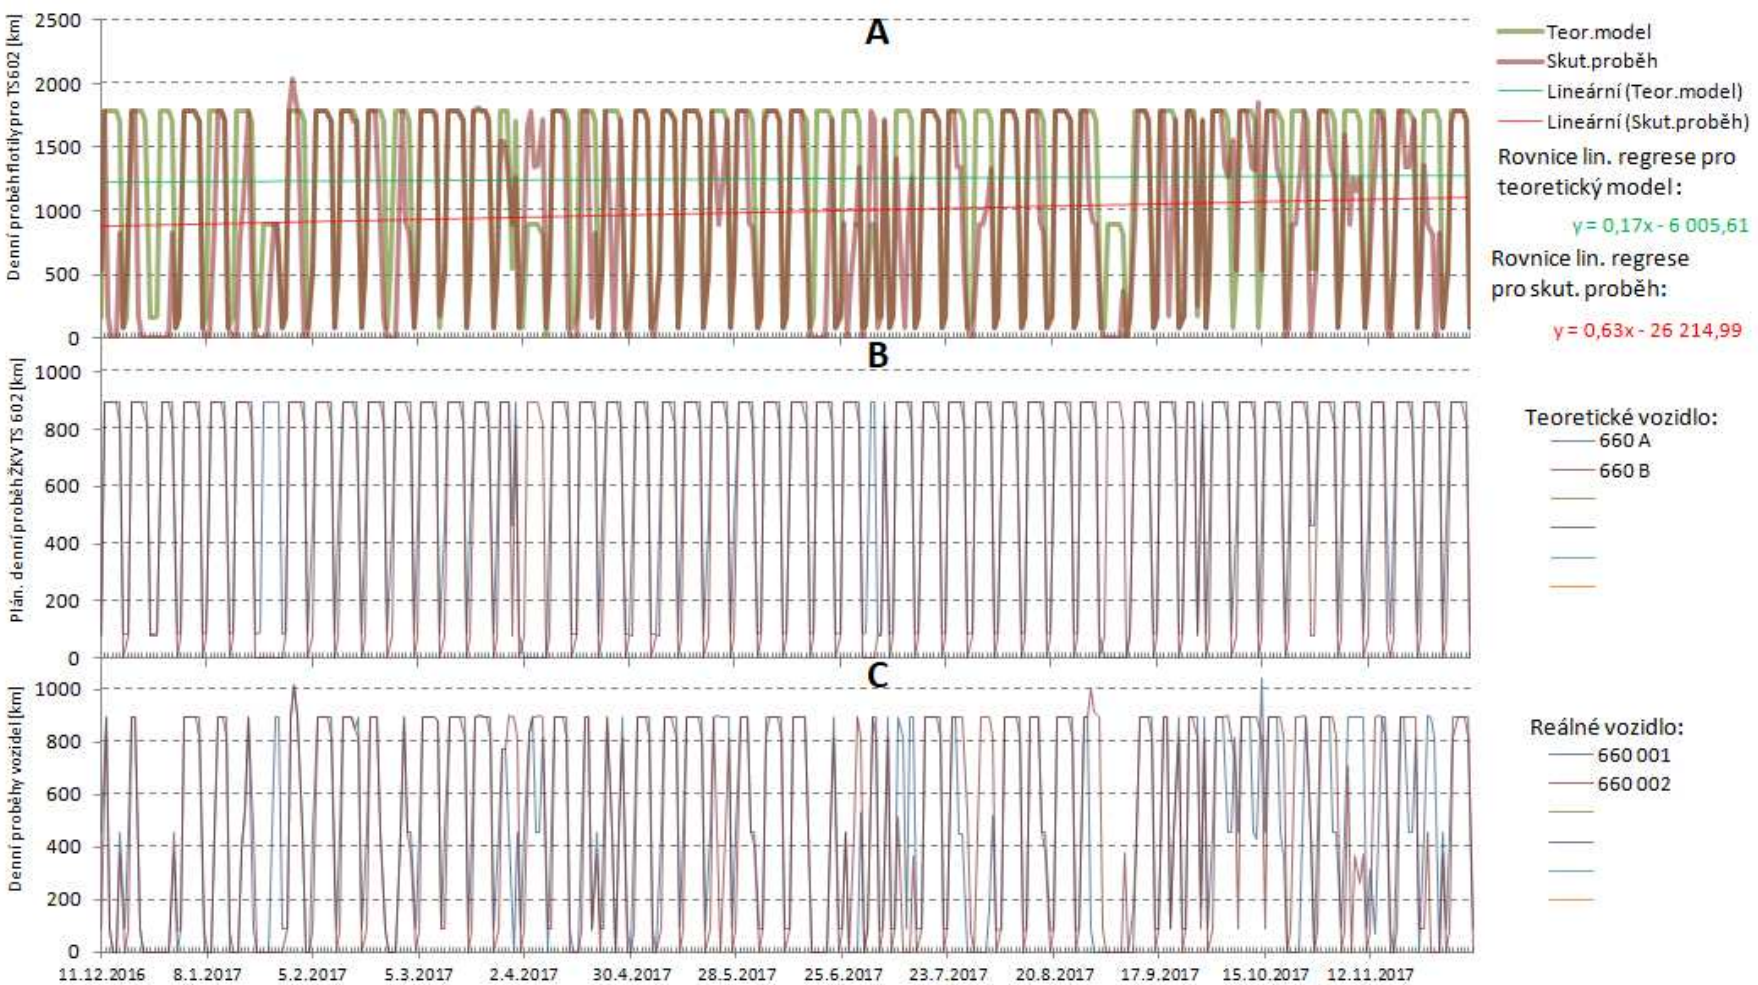 A
Denní proběh flotily pro TS602 [km]
2500
2000
1500
1000
500
0
Teor.model
Skut.proběh
Lineární (Teor.model)
Lineární (Skut.proběh)
Rovnice lin. regrese pro
teoretický model:
y = 0,17x - 6 005,61
Rovnice lin. regrese
pro skut. proběh:
y = 0,63x - 26 214,99
B
Plán. denní proběh ŽKV TS 602 [km]
1000
800
600
400
200
0
Teoretické vozidlo:
660 A
660 B
C
Denní proběhy vozidel [km]
1000
800
600
400
200
0
Reálné vozidlo:
660 001
660 002
11.12.2016 8.1.2017 5.2.2017 5.3.2017 2.4.2017 30.4.2017 28.5.2017 25.6.2017 23.7.2017 20.8.2017 17.9.2017 15.10.2017 12.11.2017